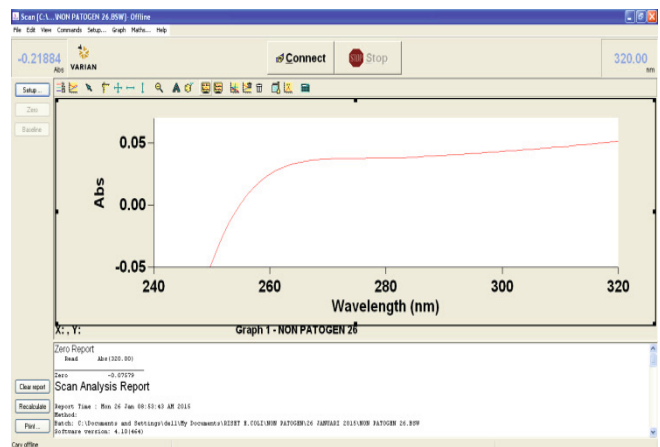 Scan [C:\...\NON PATOGEN 26.BSW] Offline
File Edit View Commands Setup... Graph Maths... Help
-0.21884
Abs
VARIAN
Connect
Stop
320.00
nm
Setup...
Zero
Baseline
0.05
0.00
-0.05
Abs
240 260 280 300 320
Wavelength (nm)
X: , Y:
Graph 1 - NON PATOGEN 26
Zero Report
Read Abs(320.00)
Zero -0.07579
Scan Analysis Report
Report Time : Mon 26 Jan 08:53:43 AM 2015
Method:
Batch: C:\Documents and Settings\dell\My Documents\RISET E.COLI\NON PATOGEN\26 JANUARI 2015\NON PATOGEN 26.BSW
Software version: 4.10(464)
Clear report
Recalculate
Print...
Cary offline